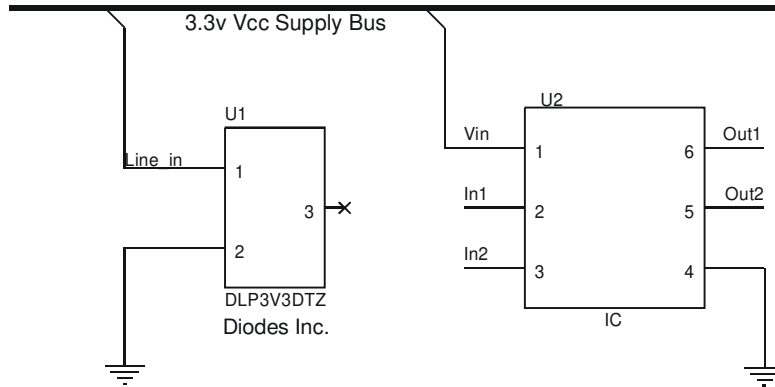 3.3v Vcc Supply Bus
U1
Line_in
1
3
2
DLP3V3DTZ
Diodes Inc.
U2
Vin
1
6
Out1
In1
2
5
Out2
In2
3
4
IC